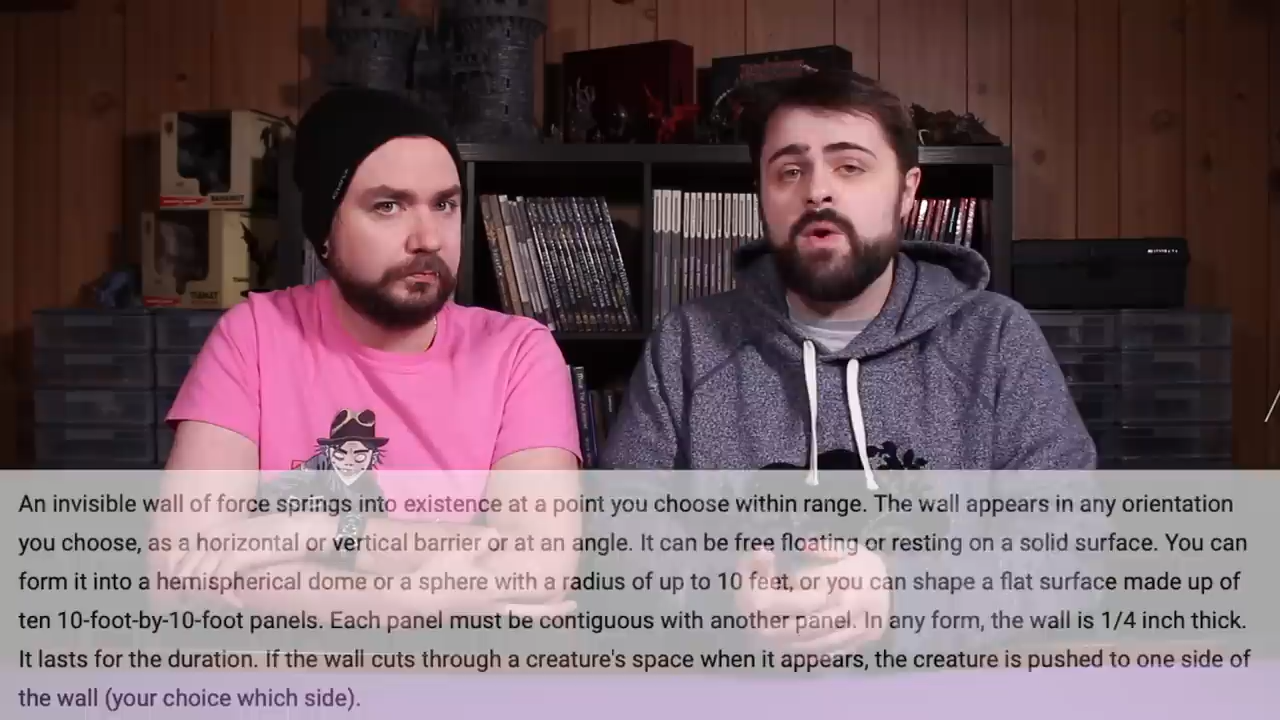 An invisible wall of force springs into existence at a point you choose within range. The wall appears in any orientation
you choose, as a horizontal or vertical barrier or at an angle. It can be free floating or resting on a solid surface. You can
form it into a hemispherical dome or a sphere with a radius of up to 10 feet, or you can shape a flat surface made up of
ten 10-foot-by-10-foot panels. Each panel must be contiguous with another panel. In any form, the wall is 1/4 inch thick.
It lasts for the duration. If the wall cuts through a creature's space when it appears, the creature is pushed to one side of
the wall (your choice which side).